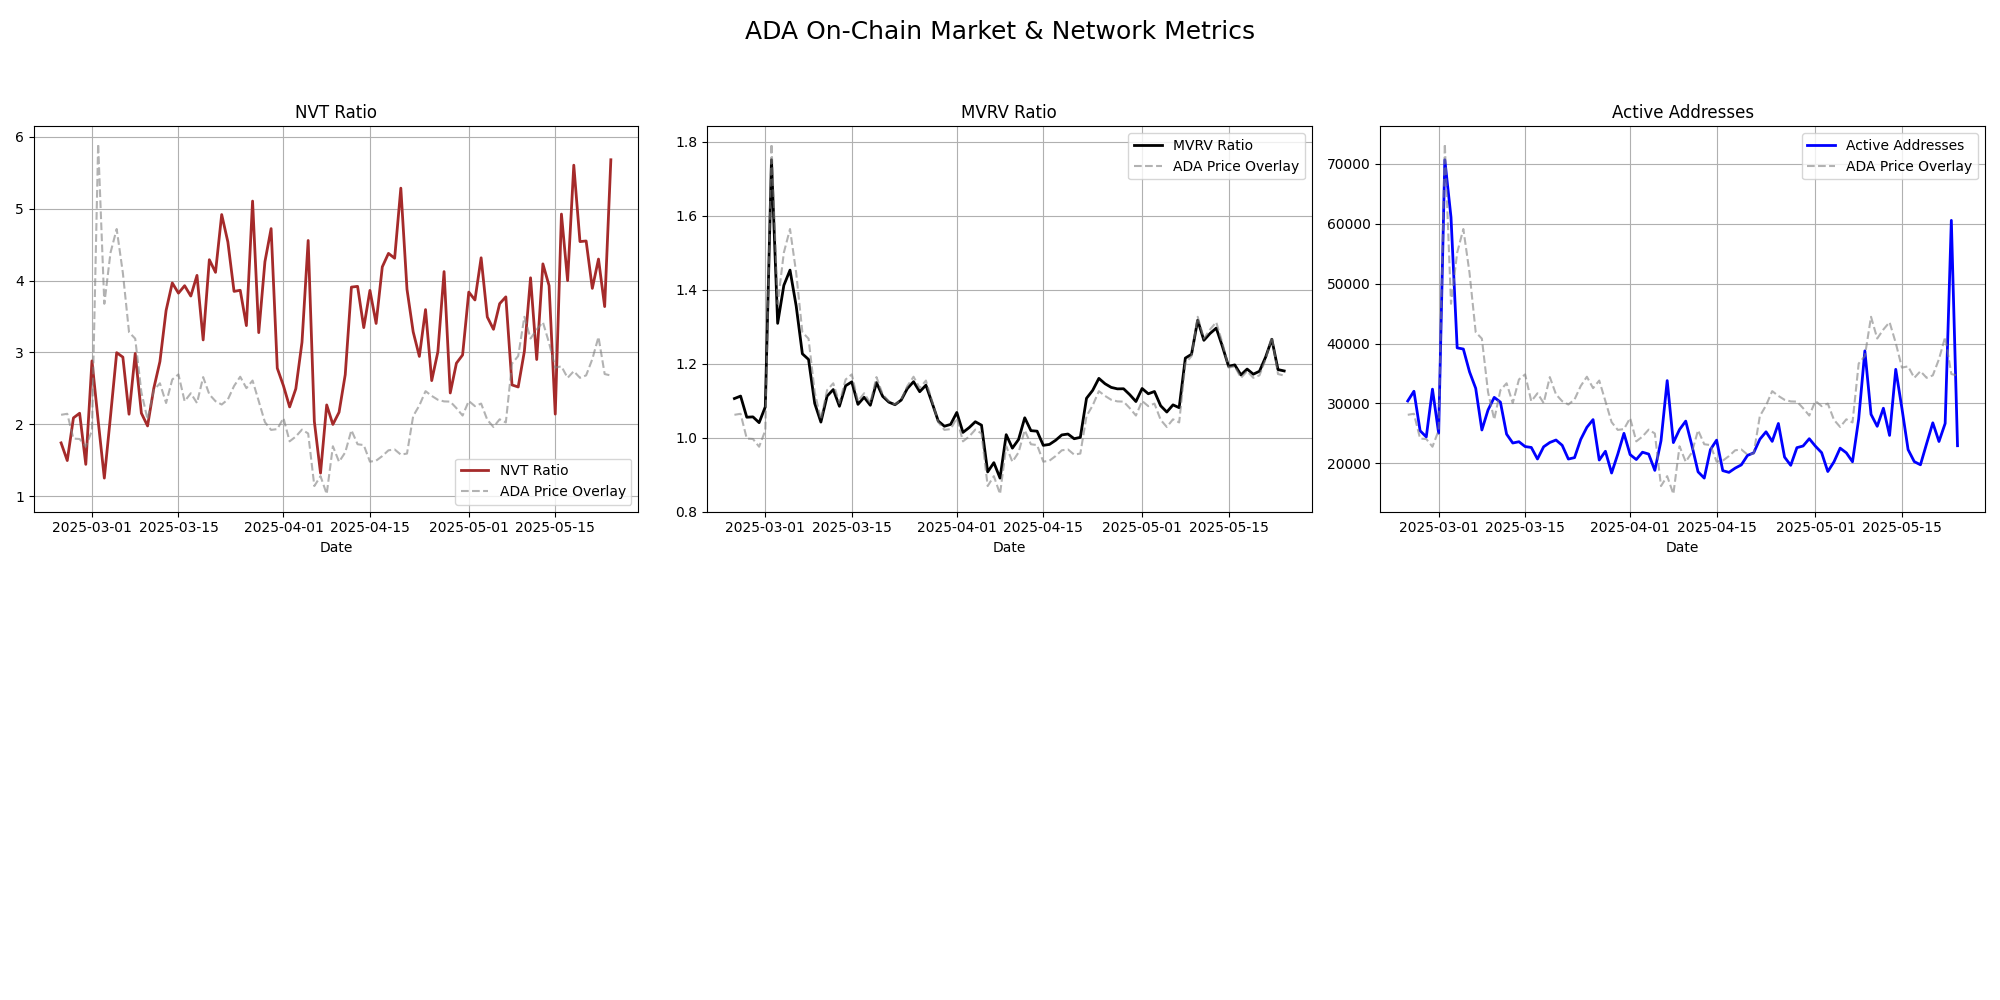 ADA On-Chain Market & Network Metrics
NVT Ratio
6
5
4
3
2
1
NVT Ratio
ADA Price Overlay
2025-03-01 2025-03-15 2025-04-01 2025-04-15 2025-05-01 2025-05-15
Date
MVRV Ratio
1.8
1.6
1.4
1.2
1.0
0.8
MVRV Ratio
ADA Price Overlay
2025-03-01 2025-03-15 2025-04-01 2025-04-15 2025-05-01 2025-05-15
Date
Active Addresses
70000
60000
50000
40000
30000
20000
Active Addresses
ADA Price Overlay
2025-03-01 2025-03-15 2025-04-01 2025-04-15 2025-05-01 2025-05-15
Date